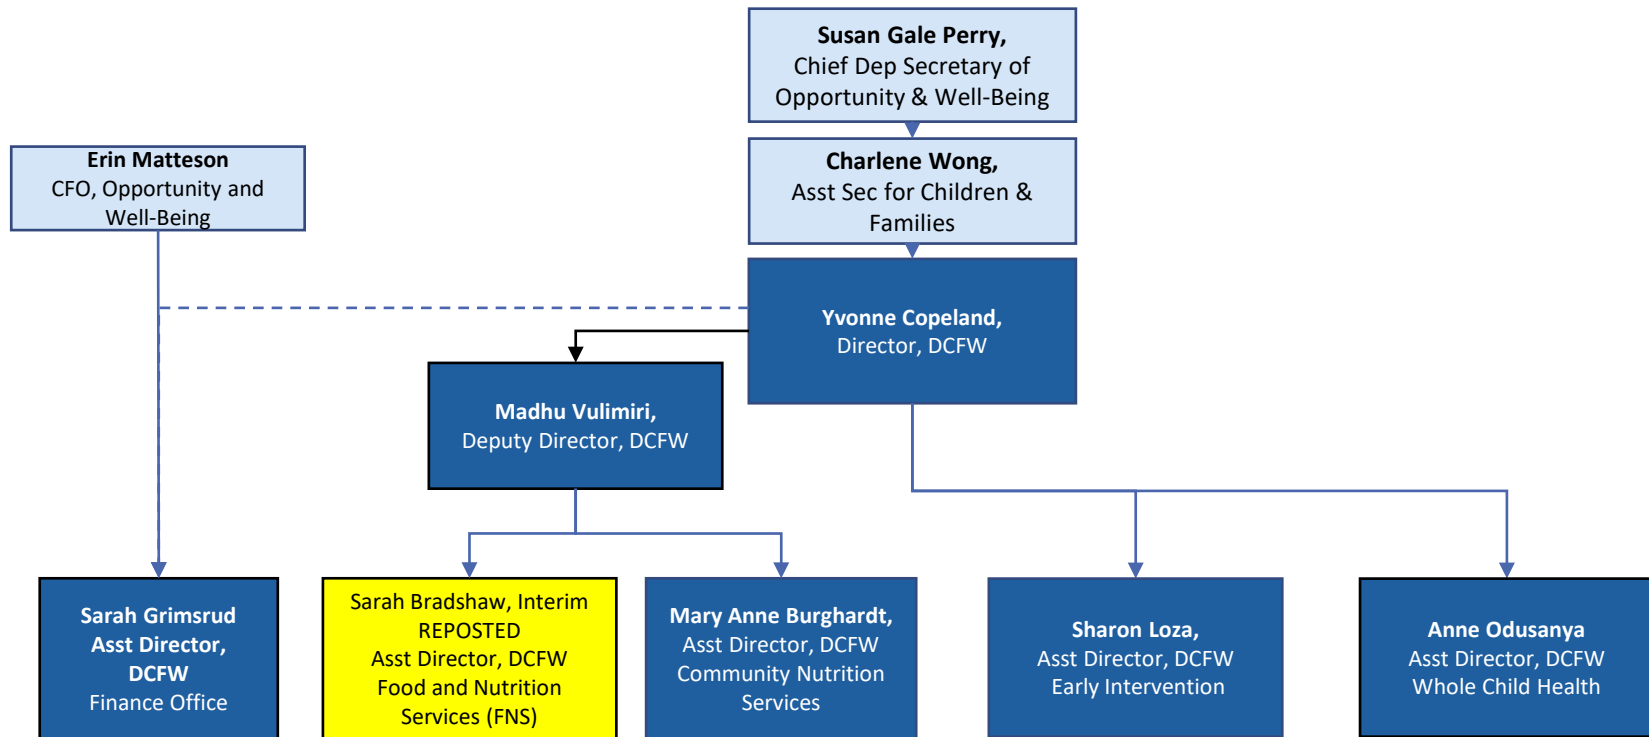 Susan Gale Perry,
Chief Dep Secretary of
Opportunity & Well-Being
Erin Matteson
CFO, Opportunity and
Well-Being
Charlene Wong,
Asst Sec for Children &
Families
Yvonne Copeland,
Director, DCFW
Madhu Vulimiri,
Deputy Director, DCFW
Sarah Grimsrud
Asst Director,
DCFW
Finance Office
Sarah Bradshaw, Interim
REPOSTED
Asst Director, DCFW
Food and Nutrition
Services (FNS)
Mary Anne Burghardt,
Asst Director, DCFW
Community Nutrition
Services
Sharon Loza,
Asst Director, DCFW
Early Intervention
Anne Odusanya
Asst Director, DCFW
Whole Child Health